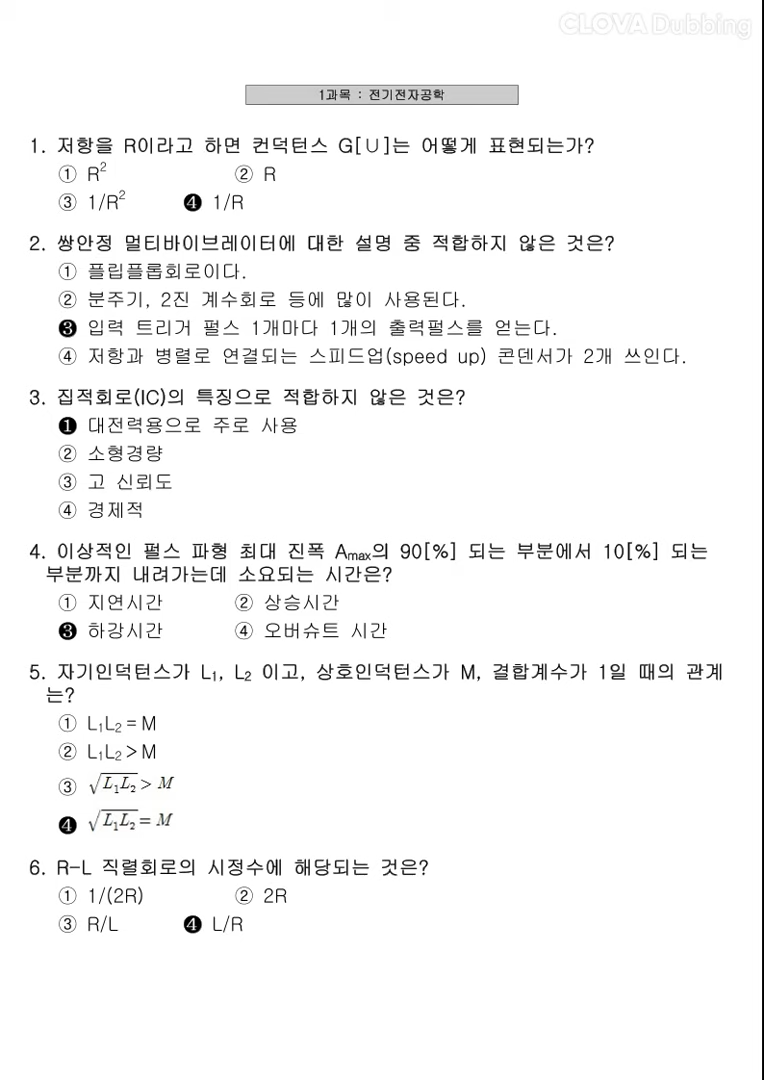 CLOVA Dubbing
1과목 : 전기전자공학
1. 저항을 R이라고 하면 컨덕턴스 G[∪]는 어떻게 표현되는가?
① R² ② R
③ 1/R² ❹ 1/R
2. 쌍안정 멀티바이브레이터에 대한 설명 중 적합하지 않은 것은?
① 플립플롭회로이다.
② 분주기, 2진 계수회로 등에 많이 사용된다.
❸ 입력 트리거 펄스 1개마다 1개의 출력펄스를 얻는다.
④ 저항과 병렬로 연결되는 스피드업(speed up) 콘덴서가 2개 쓰인다.
3. 집적회로(IC)의 특징으로 적합하지 않은 것은?
❶ 대전력용으로 주로 사용
② 소형경량
③ 고 신뢰도
④ 경제적
4. 이상적인 펄스 파형 최대 진폭 Amax의 90[%] 되는 부분에서 10[%] 되는
부분까지 내려가는데 소요되는 시간은?
① 지연시간 ② 상승시간
❸ 하강시간 ④ 오버슈트 시간
5. 자기인덕턴스가 L₁, L₂ 이고, 상호인덕턴스가 M, 결합계수가 1일 때의 관계
는?
① L₁L₂ = M
② L₁L₂ > M
③ √L₁L₂ > M
❹ √L₁L₂ = M
6. R-L 직렬회로의 시정수에 해당되는 것은?
① 1/(2R) ② 2R
③ R/L ❹ L/R